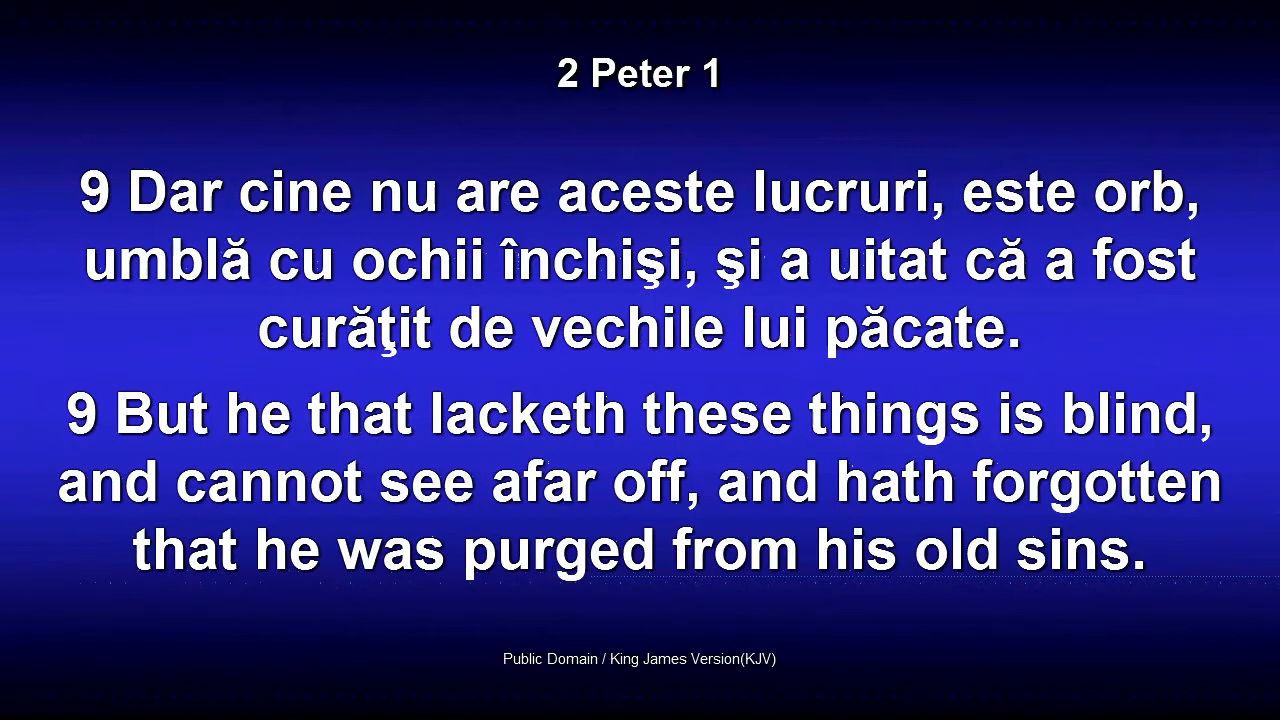 2 Peter 1
9 Dar cine nu are aceste lucruri, este orb,
umblă cu ochii închişi, şi a uitat că a fost
curăţit de vechile lui păcate.
9 But he that lacketh these things is blind,
and cannot see afar off, and hath forgotten
that he was purged from his old sins.
Public Domain / King James Version(KJV)